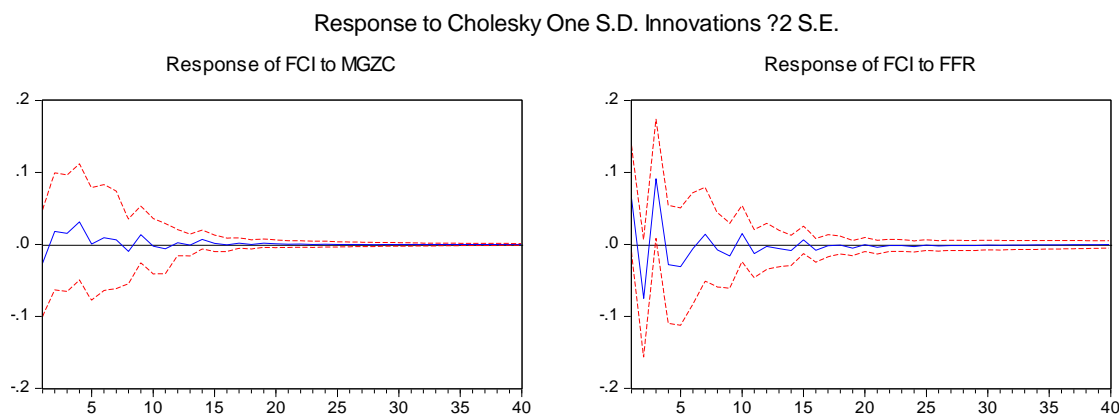 Response to Cholesky One S.D. Innovations ?2 S.E.
Response of FCI to MGZC
.2
.1
.0
-.1
-.2
5 10 15 20 25 30 35 40
Response of FCI to FFR
.2
.1
.0
-.1
-.2
5 10 15 20 25 30 35 40